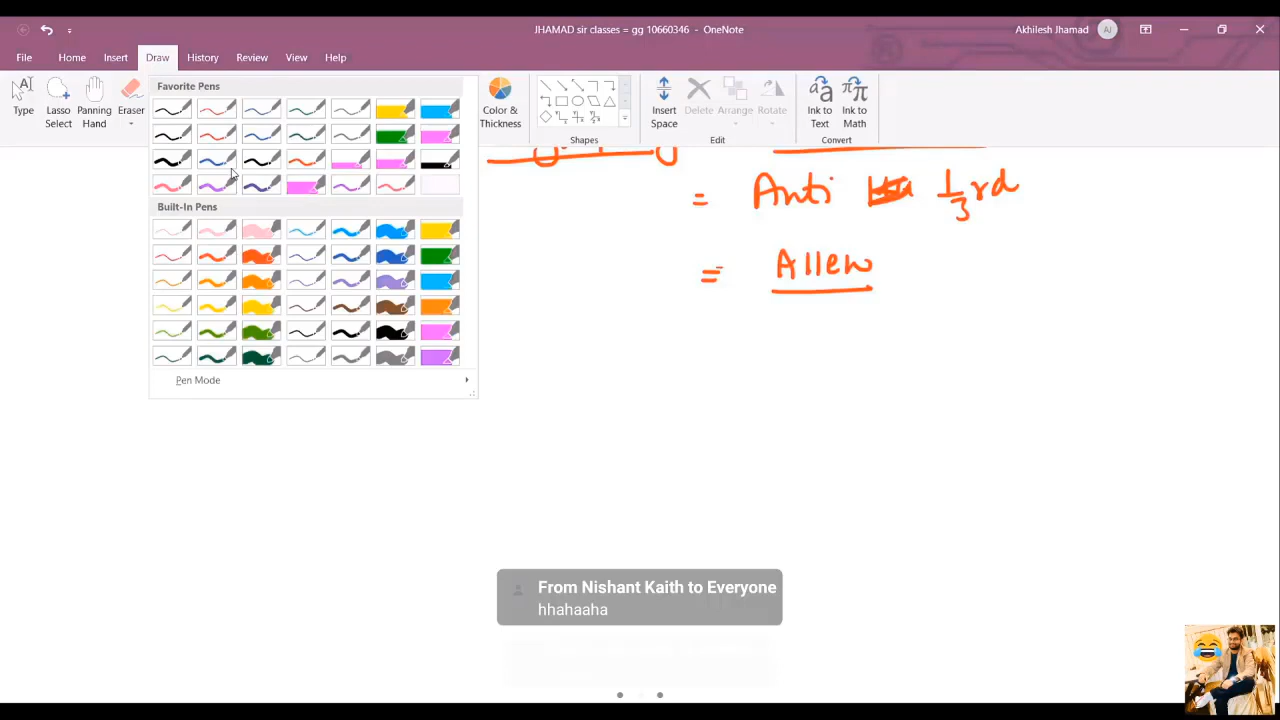 JHAMAD sir classes = gg 10660346 - OneNote
Akhilesh Jhamad AJ
File Home Insert Draw History Review View Help
Type
Lasso Select
Panning Hand
Eraser
Favorite Pens
Built-In Pens
Pen Mode
Color & Thickness
Shapes
Insert Space
Delete
Arrange
Rotate
Edit
Ink to Text
Ink to Math
Convert
= Anti 1/3rd
= Allen
From Nishant Kaith to Everyone
hhahaaha